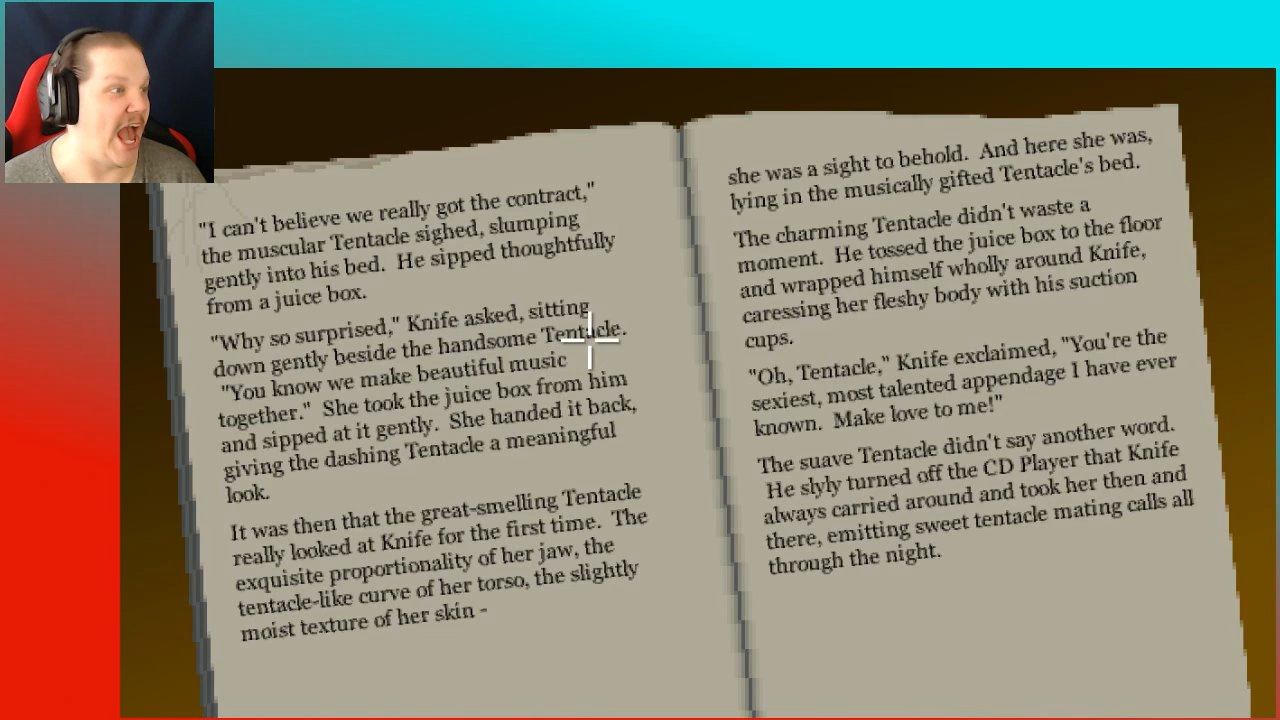 "I can't believe we really got the contract,"
the muscular Tentacle sighed, slumping
gently into his bed.  He sipped thoughtfully
from a juice box.
"Why so surprised," Knife asked, sitting
down gently beside the handsome Tentacle.
"You know we make beautiful music
together."  She took the juice box from him
and sipped at it gently.  She handed it back,
giving the dashing Tentacle a meaningful
look.
It was then that the great-smelling Tentacle
really looked at Knife for the first time.  The
exquisite proportionality of her jaw, the
tentacle-like curve of her torso, the slightly
moist texture of her skin -
she was a sight to behold.  And here she was,
lying in the musically gifted Tentacle's bed.
The charming Tentacle didn't waste a
moment.  He tossed the juice box to the floor
and wrapped himself wholly around Knife,
caressing her fleshy body with his suction
cups.
"Oh, Tentacle," Knife exclaimed, "You're the
sexiest, most talented appendage I have ever
known.  Make love to me!"
The suave Tentacle didn't say another word.
He slyly turned off the CD Player that Knife
always carried around and took her then and
there, emitting sweet tentacle mating calls all
through the night.